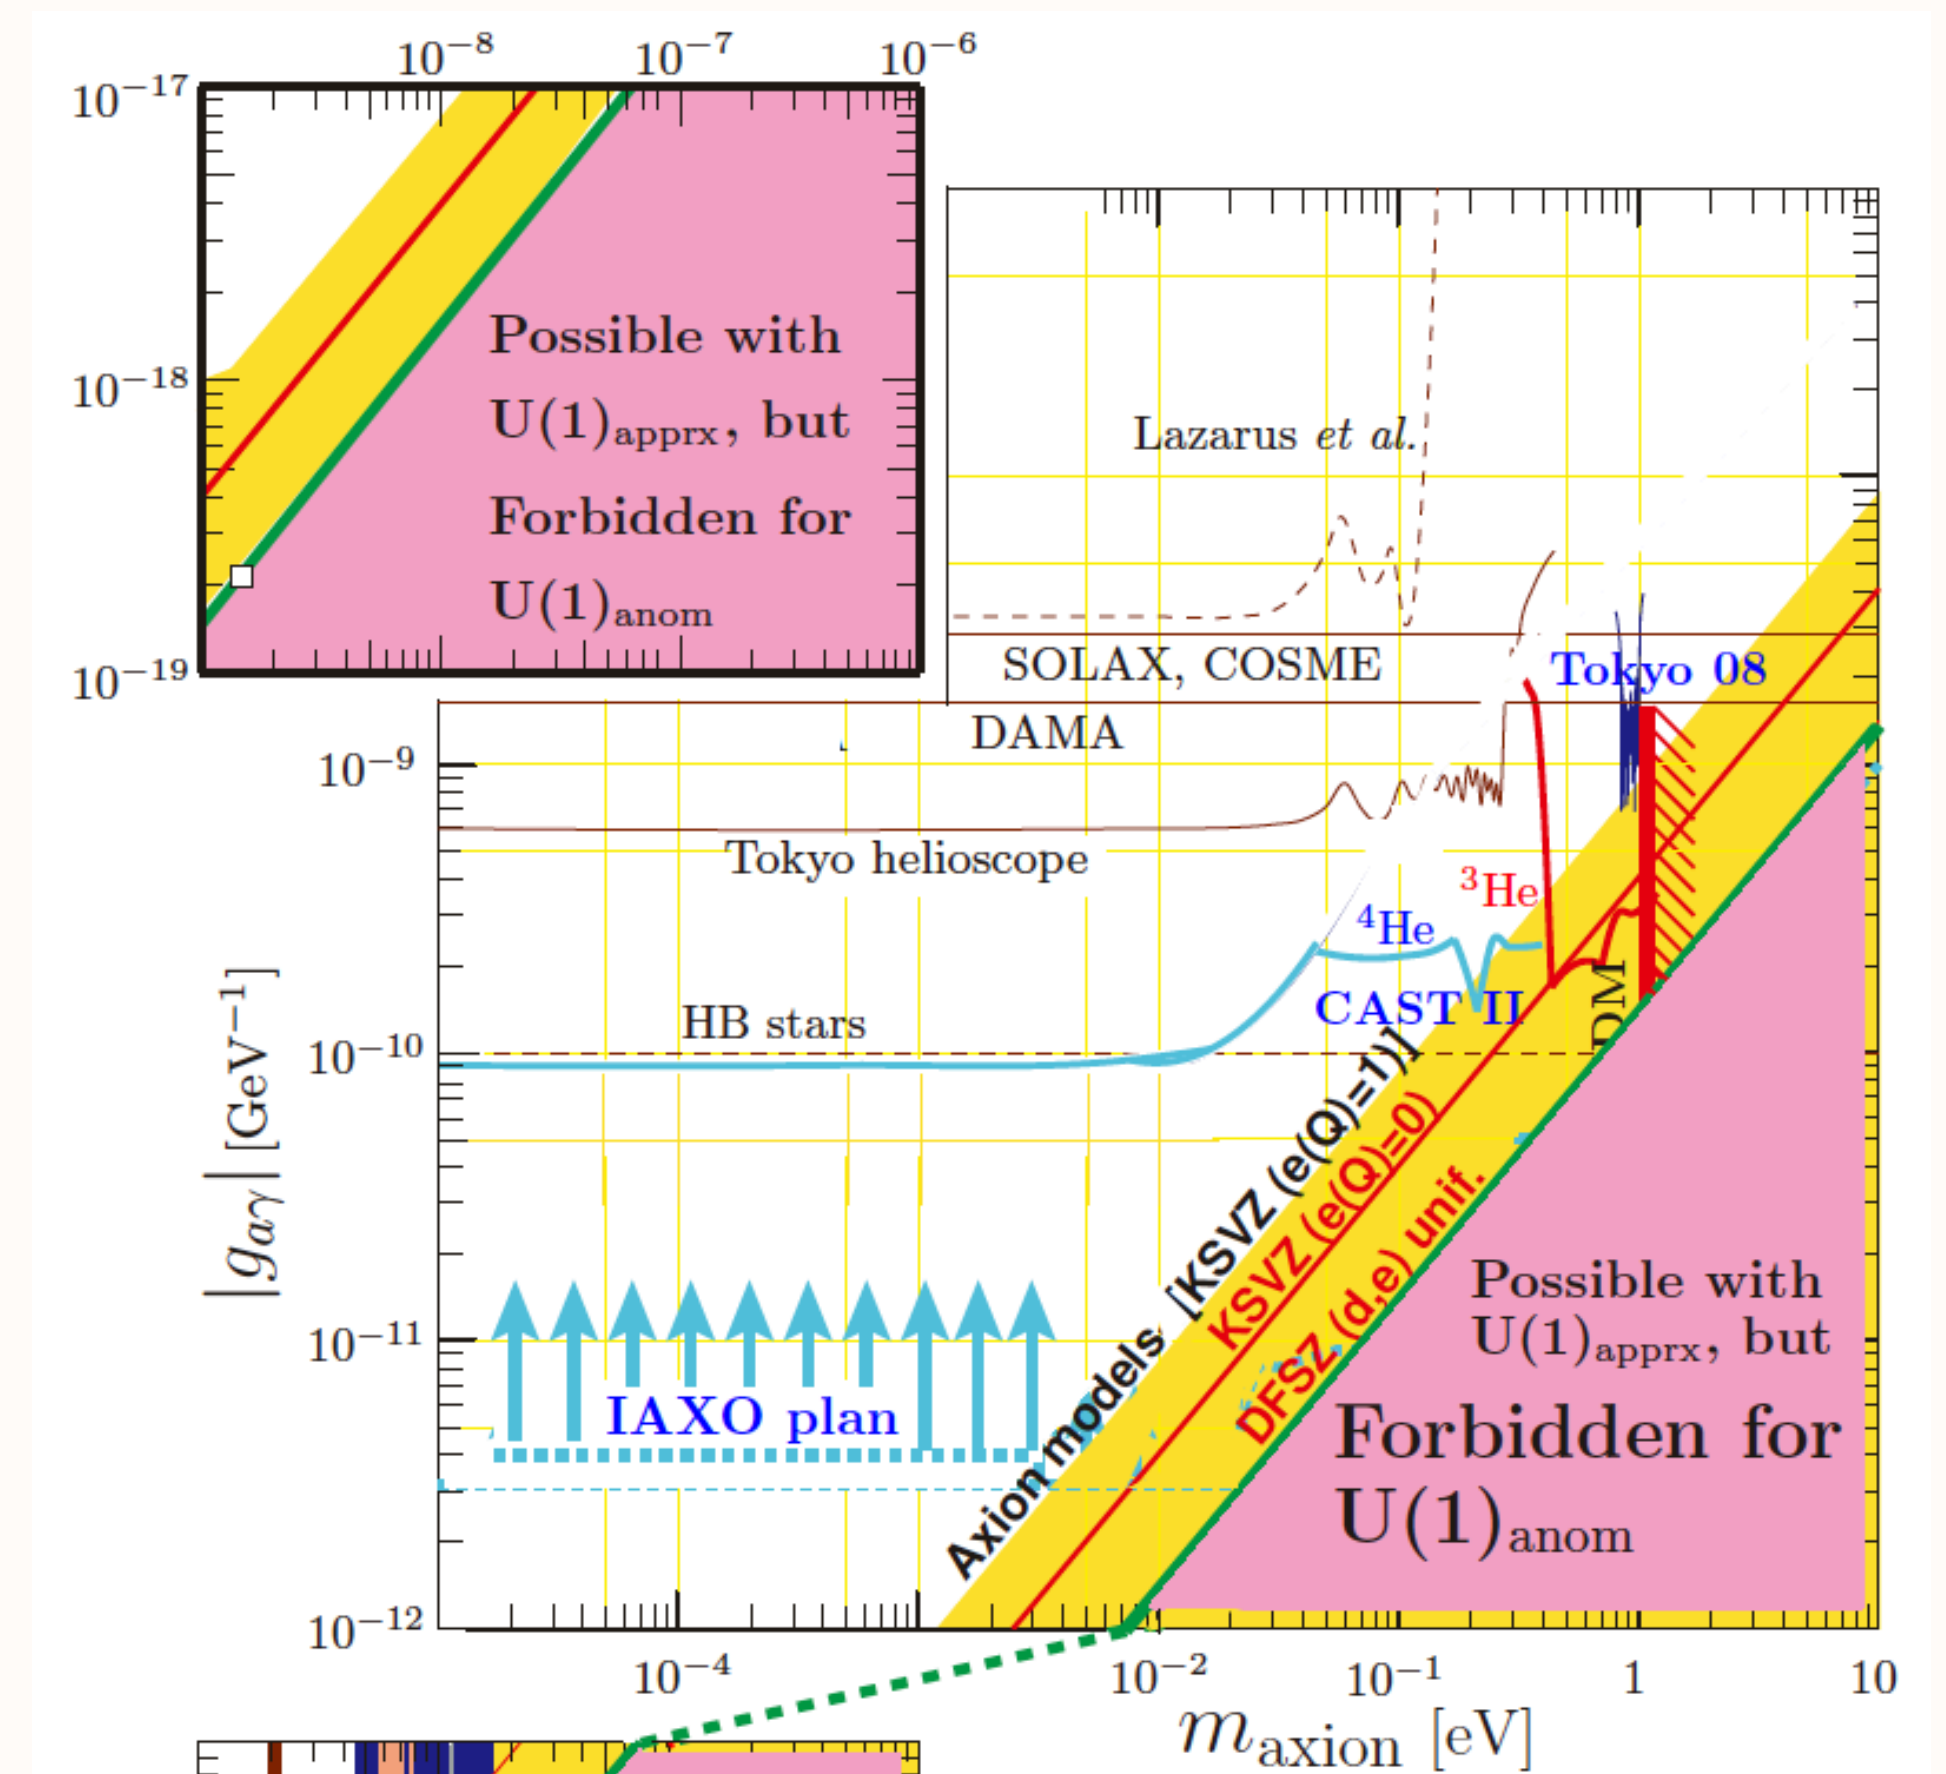 10⁻⁸ 10⁻⁷ 10⁻⁶
10⁻¹⁷
10⁻¹⁸
10⁻¹⁹
Possible with
U(1)apprx, but
Forbidden for
U(1)anom
Lazarus et al.
SOLAX, COSME
Tokyo 08
DAMA
10⁻⁹
Tokyo helioscope
³He
⁴He
CAST II
DM
HB stars
10⁻¹⁰
|gaγ| [GeV⁻¹]
Axion models [KSVZ (e(Q)=1)]
KSVZ (e(Q)=0)
DFSZ (d,e) unif.
Possible with
U(1)apprx, but
Forbidden for
U(1)anom
10⁻¹¹
IAXO plan
10⁻¹²
10⁻⁴ 10⁻² 10⁻¹ 1 10
maxion [eV]